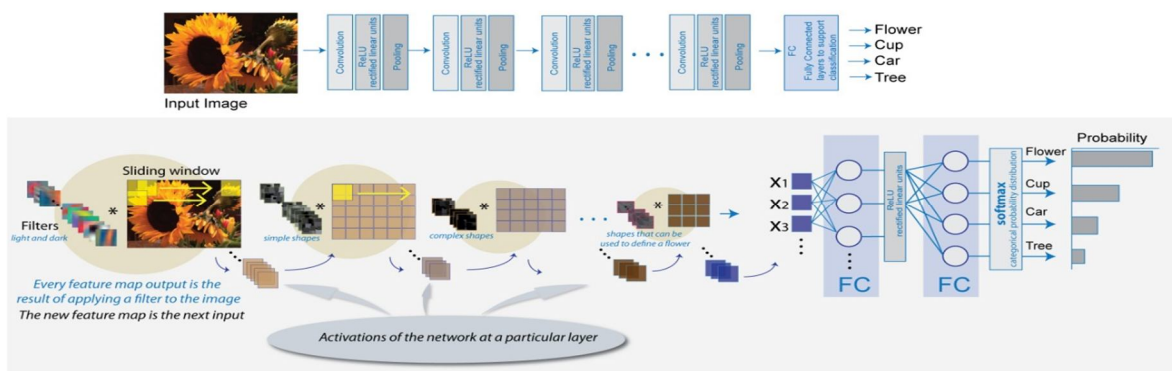 Input Image
Convolution
ReLU
rectified linear units
Pooling
Convolution
ReLU
rectified linear units
Pooling
Convolution
ReLU
rectified linear units
Pooling
Convolution
ReLU
rectified linear units
Pooling
FC
Fully Connected
layers to support
classification
Flower
Cup
Car
Tree
Sliding window
Filters
light and dark
*
simple shapes
*
complex shapes
*
shapes that can be
used to define a flower
*
Every feature map output is the
result of applying a filter to the image
The new feature map is the next input
Activations of the network at a particular layer
X1
X2
X3
FC
ReLU
rectified linear units
FC
softmax
categorical probability distribution
Probability
Flower
Cup
Car
Tree